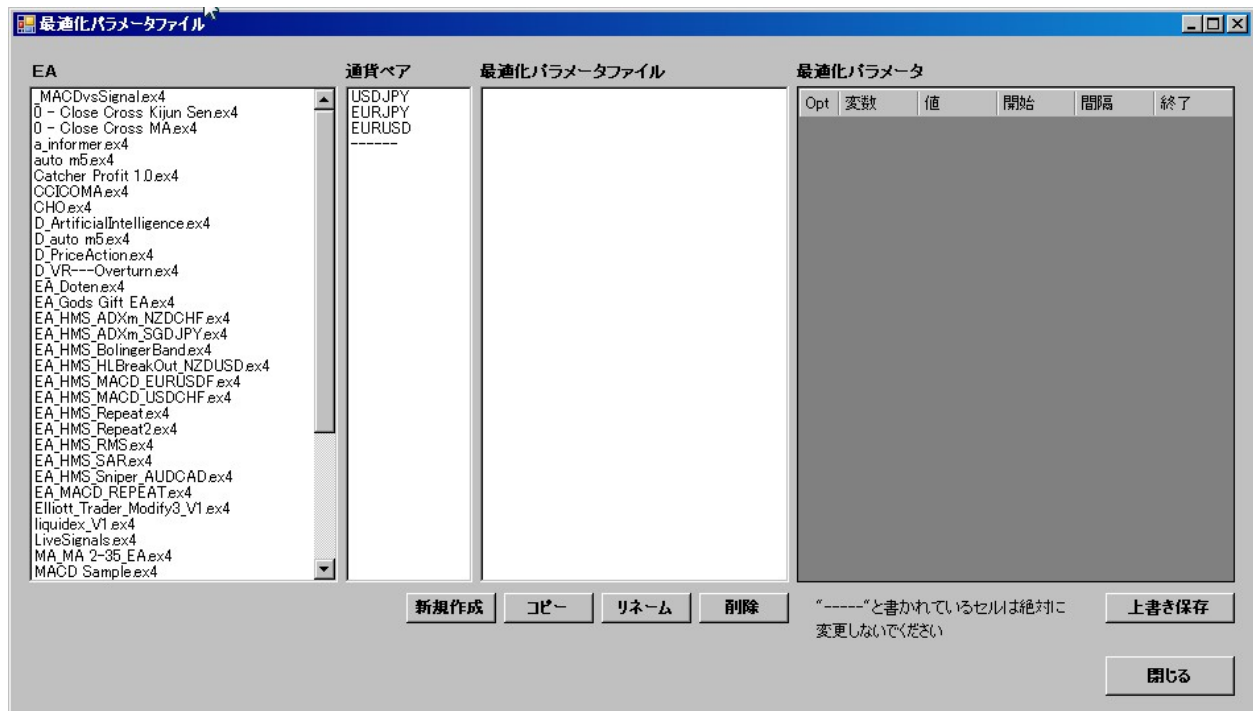 最適化パラメータファイル
EA
通貨ペア
最適化パラメータファイル
最適化パラメータ
_MACDvsSignal.ex4
0 - Close Cross Kijun Sen.ex4
0 - Close Cross MA.ex4
a_informer.ex4
auto m5.ex4
Catcher Profit 1.0.ex4
CCICOMA.ex4
CHO.ex4
D_ArtificialIntelligence.ex4
D_auto m5.ex4
D_PriceAction.ex4
D_VR---Overturn.ex4
EA_Doten.ex4
EA_Gods Gift EA.ex4
EA_HMS_ADXm_NZDCHF.ex4
EA_HMS_ADXm_SGDJPY.ex4
EA_HMS_BolingerBand.ex4
EA_HMS_HLBreakOut_NZDUSD.ex4
EA_HMS_MACD_EURUSDF.ex4
EA_HMS_MACD_USDCHF.ex4
EA_HMS_Repeat.ex4
EA_HMS_Repeat2.ex4
EA_HMS_RMS.ex4
EA_HMS_SAR.ex4
EA_HMS_Sniper_AUDCAD.ex4
EA_MACD_REPEAT.ex4
Elliott_Trader_Modify3_V1.ex4
liquidex_V1.ex4
LiveSignals.ex4
MA_MA 2-35_EA.ex4
MACD Sample.ex4
USDJPY
EURJPY
EURUSD
------
Opt 変数 値 開始 間隔 終了
新規作成
コピー
リネーム
削除
“-----“と書かれているセルは絶対に
変更しないでください
上書き保存
閉じる